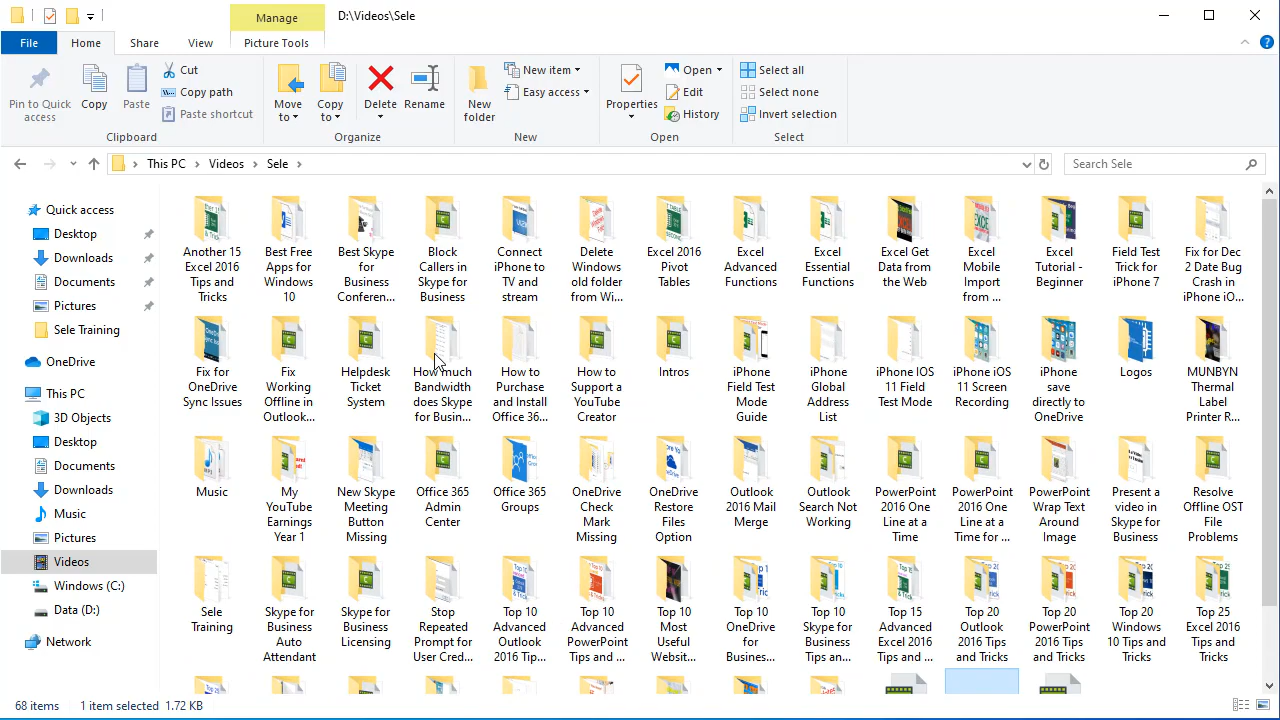 Manage
D:\Videos\Sele
File
Home
Share
View
Picture Tools
Pin to Quick
access
Copy
Paste
Cut
Copy path
Paste shortcut
Clipboard
Move
to
Copy
to
Delete
Rename
Organize
New
folder
New item
Easy access
New
Properties
Open
Edit
History
Open
Select all
Select none
Invert selection
Select
This PC
Videos
Sele
Search Sele
Quick access
Desktop
Downloads
Documents
Pictures
Sele Training
OneDrive
This PC
3D Objects
Desktop
Documents
Downloads
Music
Pictures
Videos
Windows (C:)
Data (D:)
Network
Another 15
Excel 2016
Tips and
Tricks
Best Free
Apps for
Windows
10
Best Skype
for
Business
Conferen...
Block
Callers in
Skype for
Business
Connect
iPhone to
TV and
stream
Delete
Windows
old folder
from Wi...
Excel 2016
Pivot
Tables
Excel
Advanced
Functions
Excel
Essential
Functions
Excel Get
Data from
the Web
Excel
Mobile
Import
from ...
Excel
Tutorial -
Beginner
Field Test
Trick for
iPhone 7
Fix for Dec
2 Date Bug
Crash in
iPhone iO...
Fix for
OneDrive
Sync Issues
Fix
Working
Offline in
Outlook...
Helpdesk
Ticket
System
How much
Bandwidth
does Skype
for Busin...
How to
Purchase
and Install
Office 36...
How to
Support a
YouTube
Creator
Intros
iPhone
Field Test
Mode
Guide
iPhone
Global
Address
List
iPhone IOS
11 Field
Test Mode
iPhone iOS
11 Screen
Recording
iPhone
save
directly to
OneDrive
Logos
MUNBYN
Thermal
Label
Printer R...
Music
My
YouTube
Earnings
Year 1
New Skype
Meeting
Button
Missing
Office 365
Admin
Center
Office 365
Groups
OneDrive
Check
Mark
Missing
OneDrive
Restore
Files
Option
Outlook
2016 Mail
Merge
Outlook
Search Not
Working
PowerPoint
2016 One
Line at a
Time
PowerPoint
2016 One
Line at a
Time for ...
PowerPoint
Wrap Text
Around
Image
Present a
video in
Skype for
Business
Resolve
Offline OST
File
Problems
Sele
Training
Skype for
Business
Auto
Attendant
Skype for
Business
Licensing
Stop
Repeated
Prompt for
User Cred...
Top 10
Advanced
Outlook
2016 Tip...
Top 10
Advanced
PowerPoint
Tips and ...
Top 10
Most
Useful
Websit...
Top 10
OneDrive
for
Busines...
Top 10
Skype for
Business
Tips an...
Top 15
Advanced
Excel 2016
Tips and ...
Top 20
Outlook
2016 Tips
and Tricks
Top 20
PowerPoint
2016 Tips
and Tricks
Top 20
Windows
10 Tips and
Tricks
Top 25
Excel 2016
Tips and
Tricks
68 items
1 item selected 1.72 KB